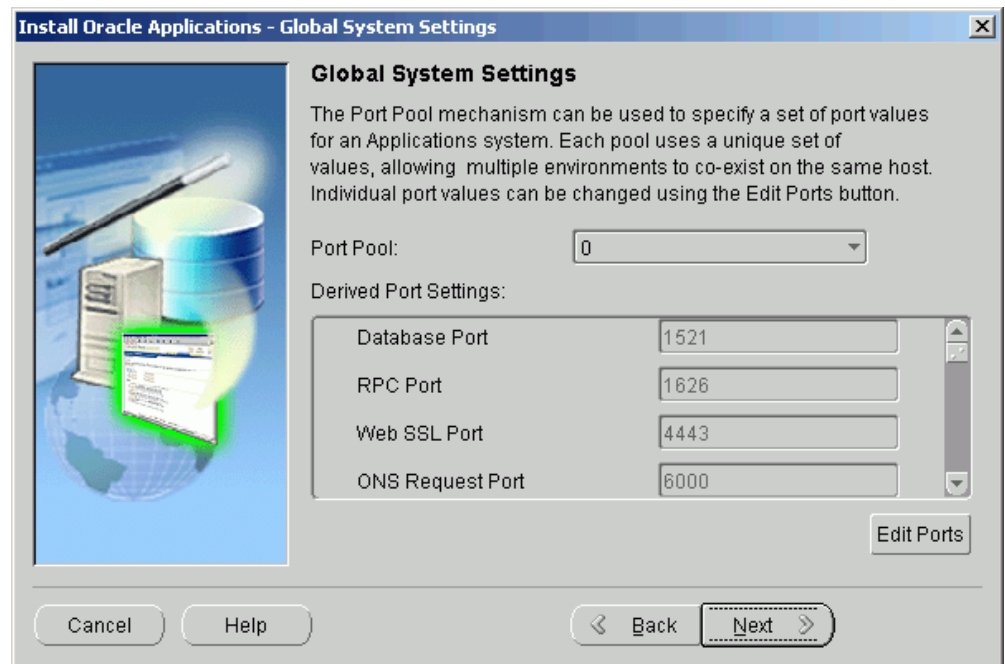 Install Oracle Applications - Global System Settings
Global System Settings
The Port Pool mechanism can be used to specify a set of port values
for an Applications system. Each pool uses a unique set of
values, allowing multiple environments to co-exist on the same host.
Individual port values can be changed using the Edit Ports button.
Port Pool: 0
Derived Port Settings:
Database Port 1521
RPC Port 1626
Web SSL Port 4443
ONS Request Port 6000
Edit Ports
Cancel Help Back Next